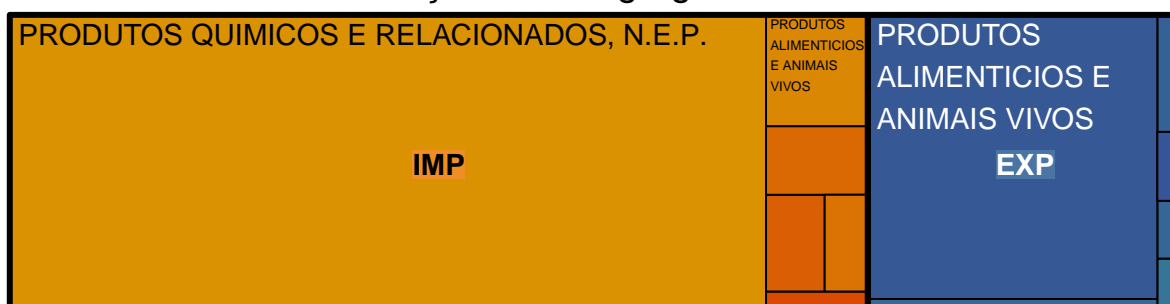 PRODUTOS QUIMICOS E RELACIONADOS, N.E.P.
IMP
PRODUTOS
ALIMENTICIOS
E ANIMAIS
VIVOS
PRODUTOS
ALIMENTICIOS E
ANIMAIS VIVOS
EXP